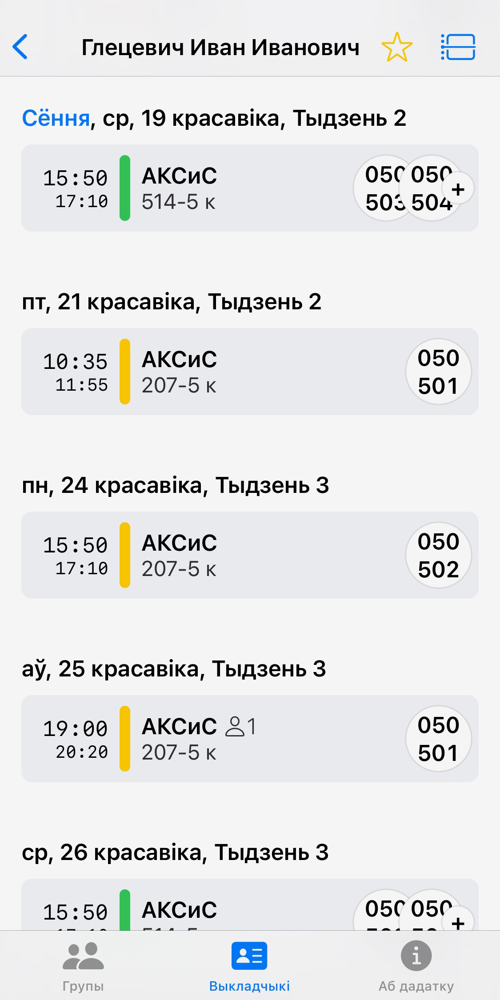 Глецевич Иван Иванович
Сёння, ср, 19 красавіка, Тыдзень 2
15:50
17:10
АКСиС
514-5 к
050
503
050
504
+
пт, 21 красавіка, Тыдзень 2
10:35
11:55
АКСиС
207-5 к
050
501
пн, 24 красавіка, Тыдзень 3
15:50
17:10
АКСиС
207-5 к
050
502
аў, 25 красавіка, Тыдзень 3
19:00
20:20
АКСиС 1
207-5 к
050
501
ср, 26 красавіка, Тыдзень 3
15:50
АКСиС
050
050
+
Групы
Выкладчыкі
Аб дадатку